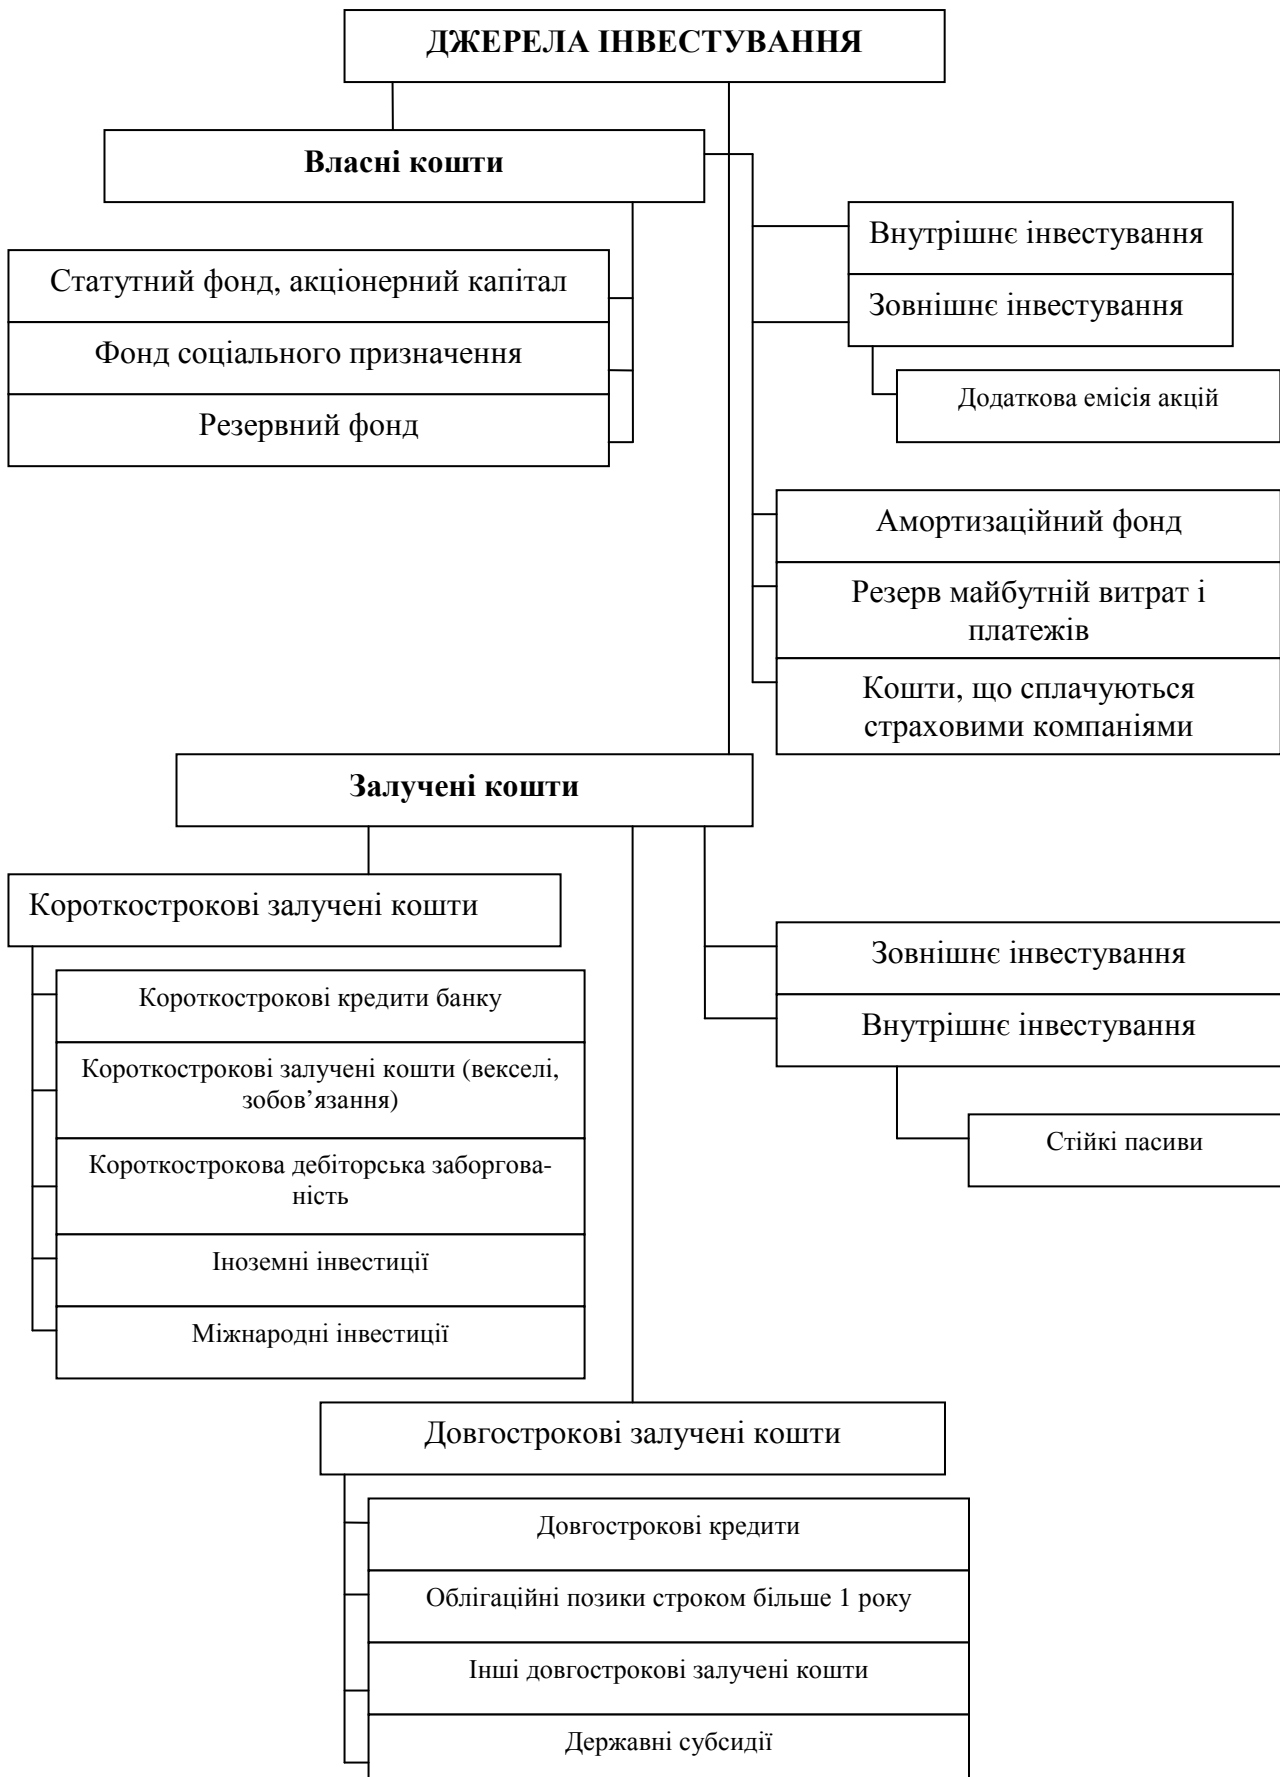 ДЖЕРЕЛА ІНВЕСТУВАННЯ
Власні кошти
Статутний фонд, акціонерний капітал
Фонд соціального призначення
Резервний фонд
Внутрішнє інвестування
Зовнішнє інвестування
Додаткова емісія акцій
Амортизаційний фонд
Резерв майбутній витрат і
платежів
Кошти, що сплачуються
страховими компаніями
Залучені кошти
Короткострокові залучені кошти
Короткострокові кредити банку
Короткострокові залучені кошти (векселі,
зобов’язання)
Короткострокова дебіторська заборгова-
ність
Іноземні інвестиції
Міжнародні інвестиції
Зовнішнє інвестування
Внутрішнє інвестування
Стійкі пасиви
Довгострокові залучені кошти
Довгострокові кредити
Облігаційні позики строком більше 1 року
Інші довгострокові залучені кошти
Державні субсидії